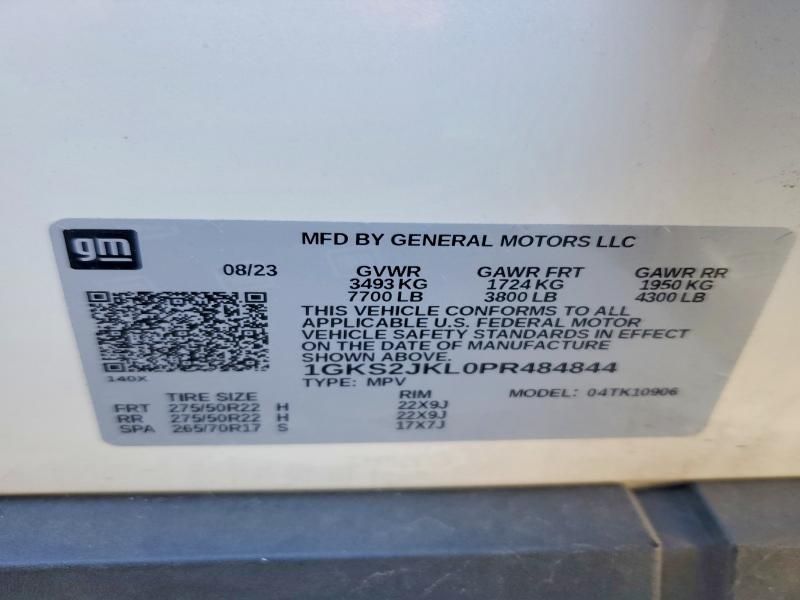 gm
MFD BY GENERAL MOTORS LLC
08/23 GVWR GAWR FRT GAWR RR
3493 KG 1724 KG 1950 KG
7700 LB 3800 LB 4300 LB
THIS VEHICLE CONFORMS TO ALL
APPLICABLE U.S. FEDERAL MOTOR
VEHICLE SAFETY STANDARDS IN EFFECT
ON THE DATE OF MANUFACTURE
SHOWN ABOVE.
140X
1GKS2JKL0PR484844
TYPE: MPV MODEL: 04TK10906
TIRE SIZE RIM
FRT 275/50R22 H 22X9J
RR 275/50R22 H 22X9J
SPA 265/70R17 S 17X7J